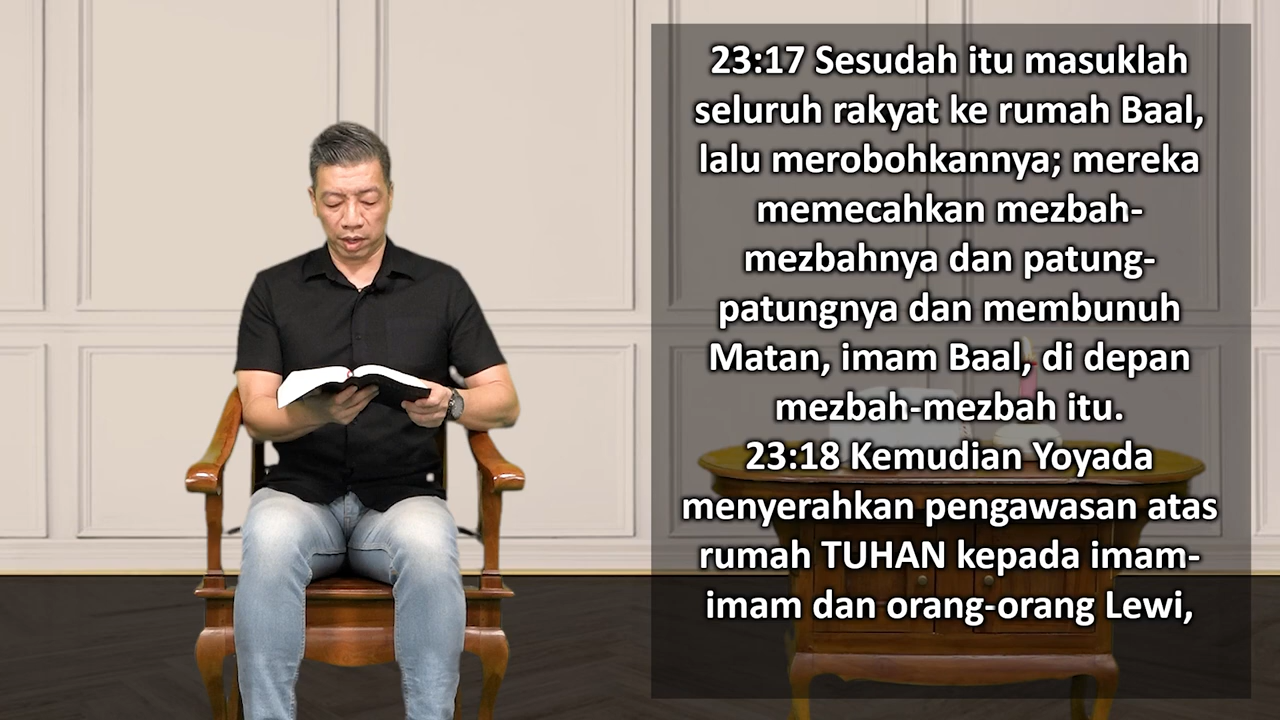 23:17 Sesudah itu masuklah
seluruh rakyat ke rumah Baal,
lalu merobohkannya; mereka
memecahkan mezbah-
mezbahnya dan patung-
patungnya dan membunuh
Matan, imam Baal, di depan
mezbah-mezbah itu.
23:18 Kemudian Yoyada
menyerahkan pengawasan atas
rumah TUHAN kepada imam-
imam dan orang-orang Lewi,